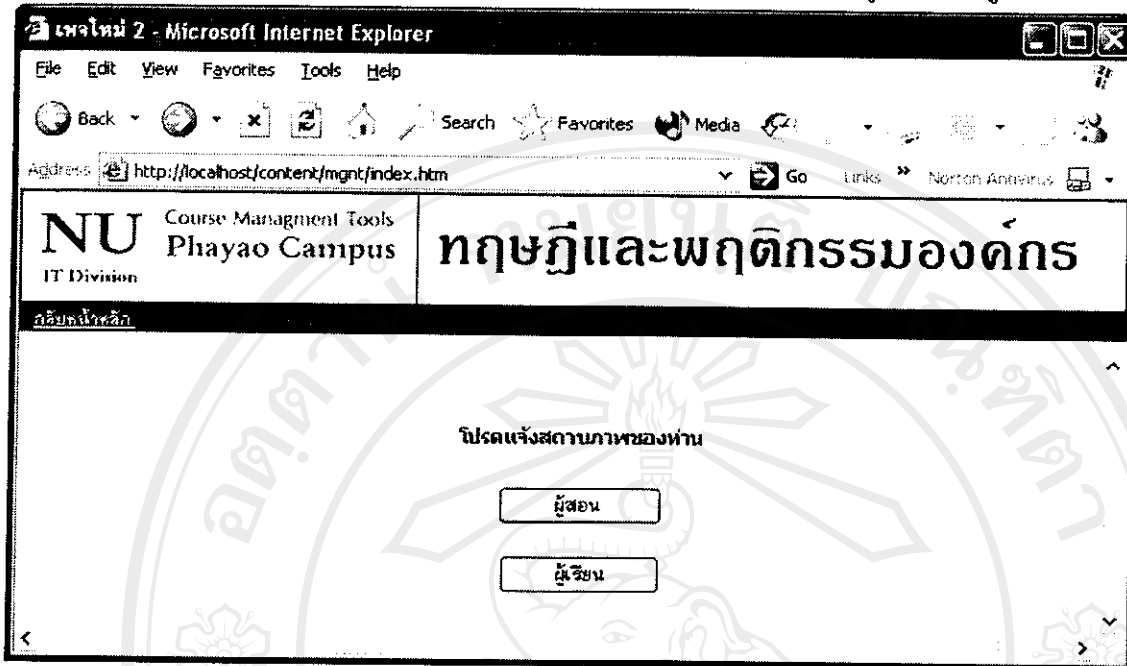 เพจใหม่ 2 - Microsoft Internet Explorer
File Edit View Favorites Tools Help
Back Search Favorites Media
Address http://localhost/content/mgnt/index.htm Go Links » Norton Antivirus
NU Course Managment Tools
Phayao Campus
IT Division
ทฤษฎีและพฤติกรรมองค์กร
กลับหน้าหลัก
โปรดแจ้งสถานภาพของท่าน
ผู้สอน
ผู้เรียน